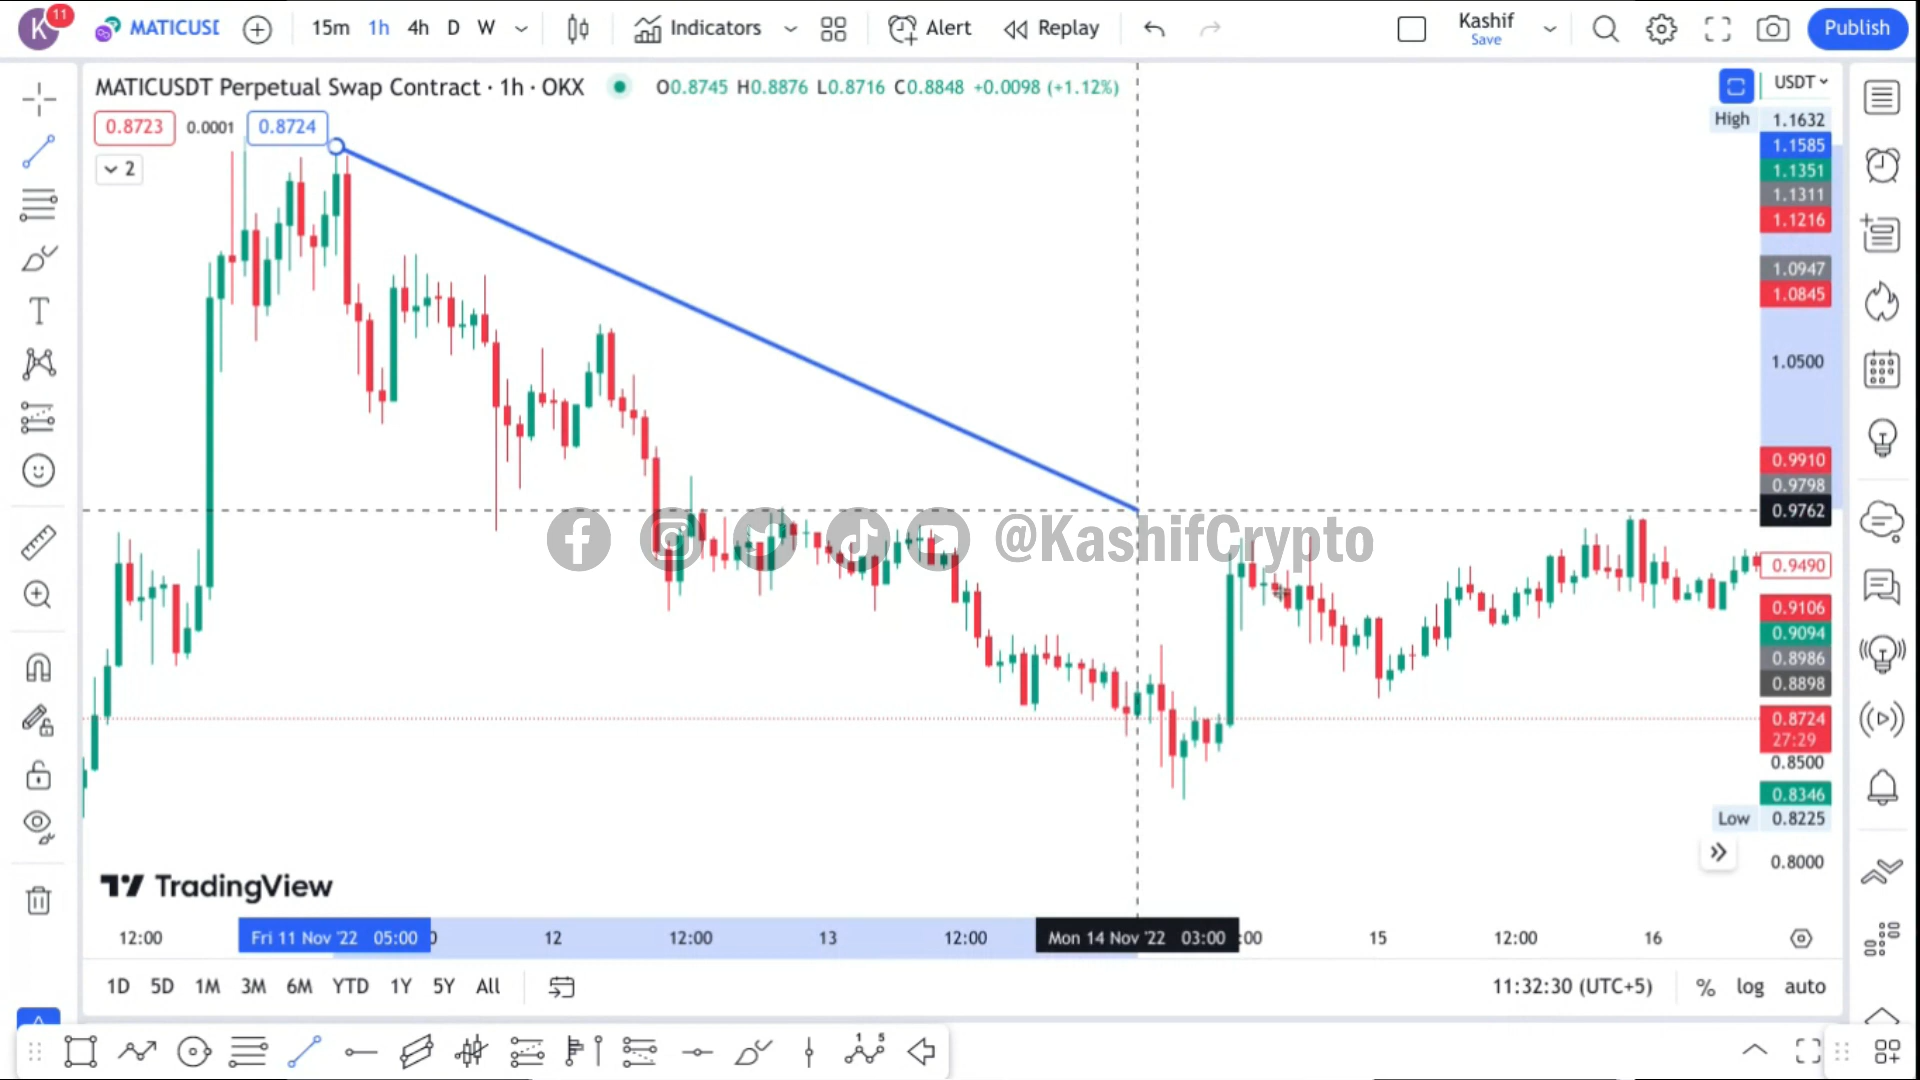 K 11 MATICUSD 15m 1h 4h D W Indicators Alert Replay Kashif Publish
Save
MATICUSDT Perpetual Swap Contract · 1h · OKX O0.8745 H0.8876 L0.8716 C0.8848 +0.0098 (+1.12%) USDT
0.8723 0.0001 0.8724
2
High 1.1632
1.1585
1.1351
1.1311
1.1216
1.0947
1.0845
1.0500
0.9910
0.9798
0.9762
@KashifCrypto
0.9490
0.9106
0.9094
0.8986
0.8898
0.8724
27:29
0.8500
0.8346
Low 0.8225
0.8000
TradingView
12:00 Fri 11 Nov '22 05:00 0 12 12:00 13 12:00 Mon 14 Nov '22 03:00 :00 15 12:00 16
1D 5D 1M 3M 6M YTD 1Y 5Y All 11:32:30 (UTC+5) % log auto
1 5